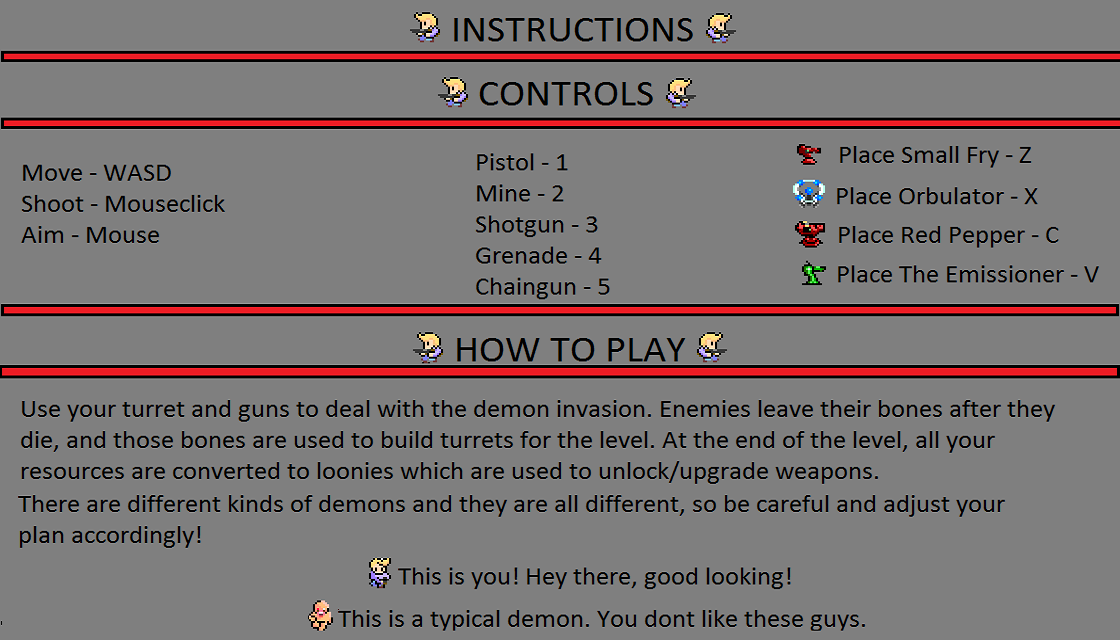 INSTRUCTIONS
CONTROLS
Move - WASD
Shoot - Mouseclick
Aim - Mouse
Pistol - 1
Mine - 2
Shotgun - 3
Grenade - 4
Chaingun - 5
Place Small Fry - Z
Place Orbulator - X
Place Red Pepper - C
Place The Emissioner - V
HOW TO PLAY
Use your turret and guns to deal with the demon invasion. Enemies leave their bones after they
die, and those bones are used to build turrets for the level. At the end of the level, all your
resources are converted to loonies which are used to unlock/upgrade weapons.
There are different kinds of demons and they are all different, so be careful and adjust your
plan accordingly!
This is you! Hey there, good looking!
This is a typical demon. You dont like these guys.